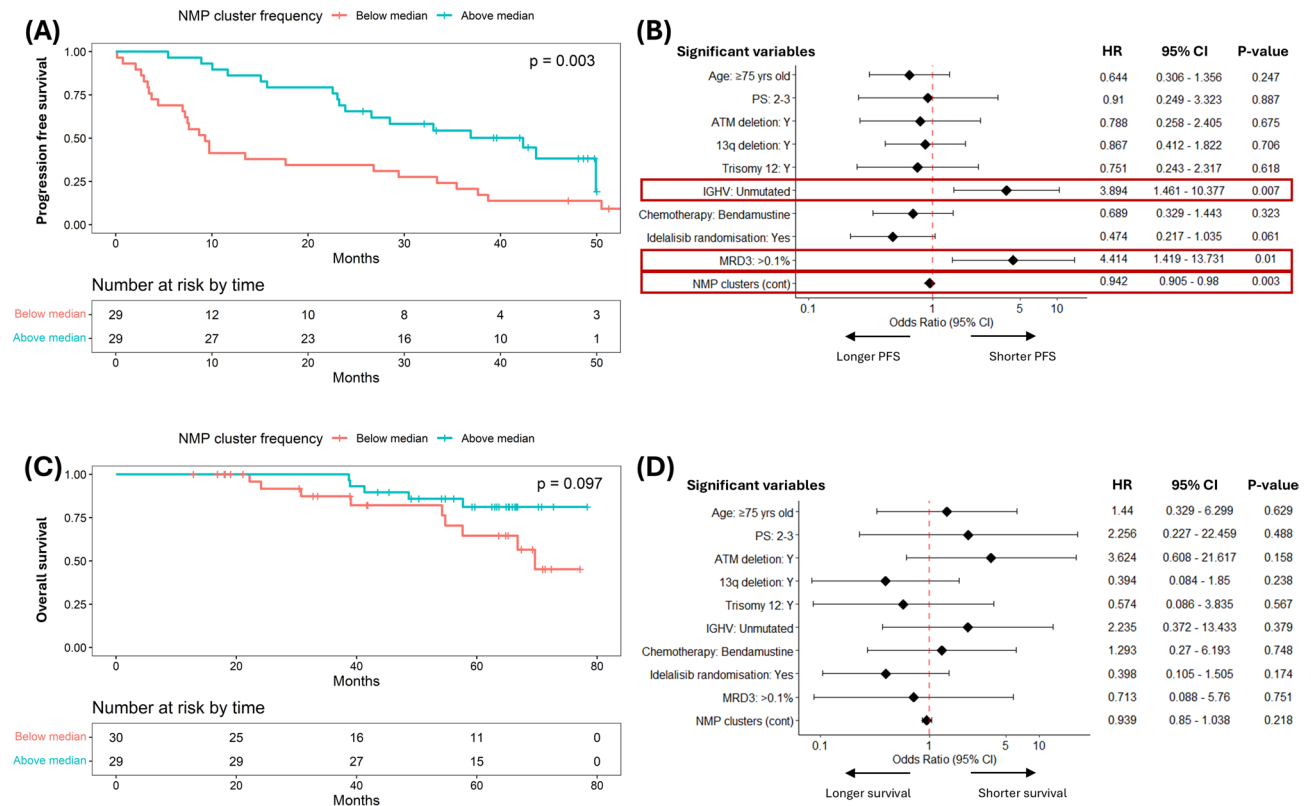 NMP cluster frequency Below median Above median
(A)
p = 0.003
Progression free survival
1.00
0.75
0.50
0.25
0.00
0 10 20 30 40 50
Months
Number at risk by time
Below median 29 12 10 8 4 3
Above median 29 27 23 16 10 1
0 10 20 30 40 50
Months
(B)
Significant variables HR 95% CI P-value
Age: ≥75 yrs old 0.644 0.306 - 1.356 0.247
PS: 2-3 0.91 0.249 - 3.323 0.887
ATM deletion: Y 0.788 0.258 - 2.405 0.675
13q deletion: Y 0.867 0.412 - 1.822 0.706
Trisomy 12: Y 0.751 0.243 - 2.317 0.618
IGHV: Unmutated 3.894 1.461 - 10.377 0.007
Chemotherapy: Bendamustine 0.689 0.329 - 1.443 0.323
Idelalisib randomisation: Yes 0.474 0.217 - 1.035 0.061
MRD3: >0.1% 4.414 1.419 - 13.731 0.01
NMP clusters (cont) 0.942 0.905 - 0.98 0.003
0.1 1 5 10
Odds Ratio (95% CI)
Longer PFS Shorter PFS
NMP cluster frequency Below median Above median
(C)
p = 0.097
Overall survival
1.00
0.75
0.50
0.25
0.00
0 20 40 60 80
Months
Number at risk by time
Below median 30 25 16 11 0
Above median 29 29 27 15 0
0 20 40 60 80
Months
(D)
Significant variables HR 95% CI P-value
Age: ≥75 yrs old 1.44 0.329 - 6.299 0.629
PS: 2-3 2.256 0.227 - 22.459 0.488
ATM deletion: Y 3.624 0.608 - 21.617 0.158
13q deletion: Y 0.394 0.084 - 1.85 0.238
Trisomy 12: Y 0.574 0.086 - 3.835 0.567
IGHV: Unmutated 2.235 0.372 - 13.433 0.379
Chemotherapy: Bendamustine 1.293 0.27 - 6.193 0.748
Idelalisib randomisation: Yes 0.398 0.105 - 1.505 0.174
MRD3: >0.1% 0.713 0.088 - 5.76 0.751
NMP clusters (cont) 0.939 0.85 - 1.038 0.218
0.1 1 5 10
Odds Ratio (95% CI)
Longer survival Shorter survival